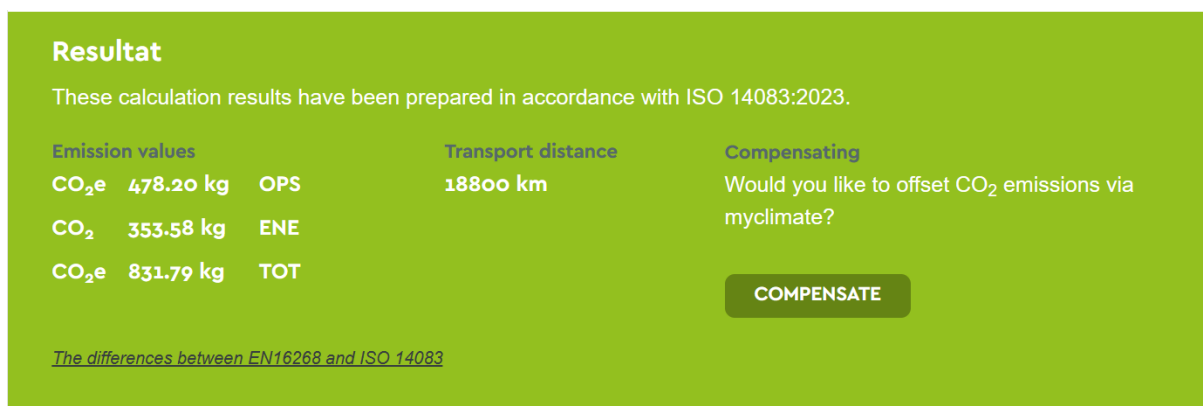 Resultat
These calculation results have been prepared in accordance with ISO 14083:2023.
Emission values
CO₂e 478.20 kg OPS
CO₂ 353.58 kg ENE
CO₂e 831.79 kg TOT
Transport distance
18800 km
Compensating
Would you like to offset CO₂ emissions via
myclimate?
COMPENSATE
The differences between EN16268 and ISO 14083